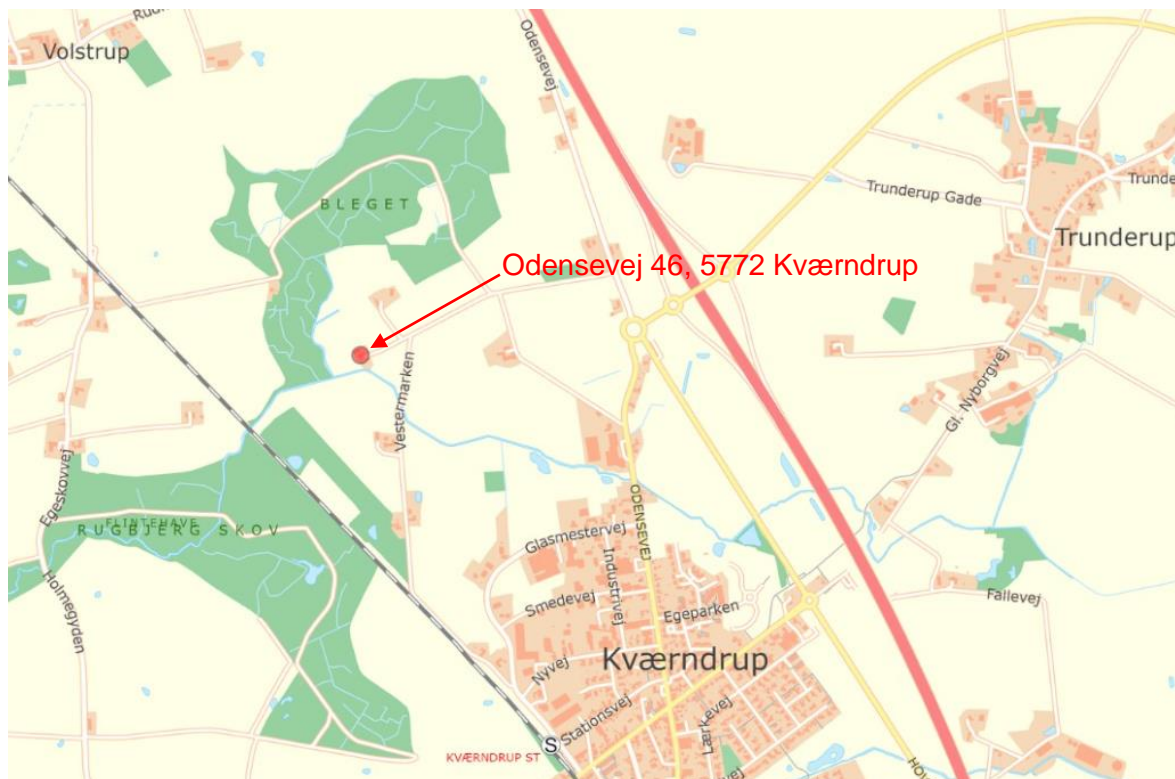 Volstrup
Odensevej
BLEGET
Trunderup Gade
Trunderup
Odensevej 46, 5772 Kværndrup
Vestermarken
Gl. Nyborgvej
Egeskovvej
FLINTEHAVE
RUGBJERG SKOV
ODENSEVEJ
Glasmestervej
Industrivej
Smedevej
Egeparken
Holmegyden
Fallevej
Nyvej
Kværndrup
Stationsvej
Lærkevej
S
KVÆRNDRUP ST